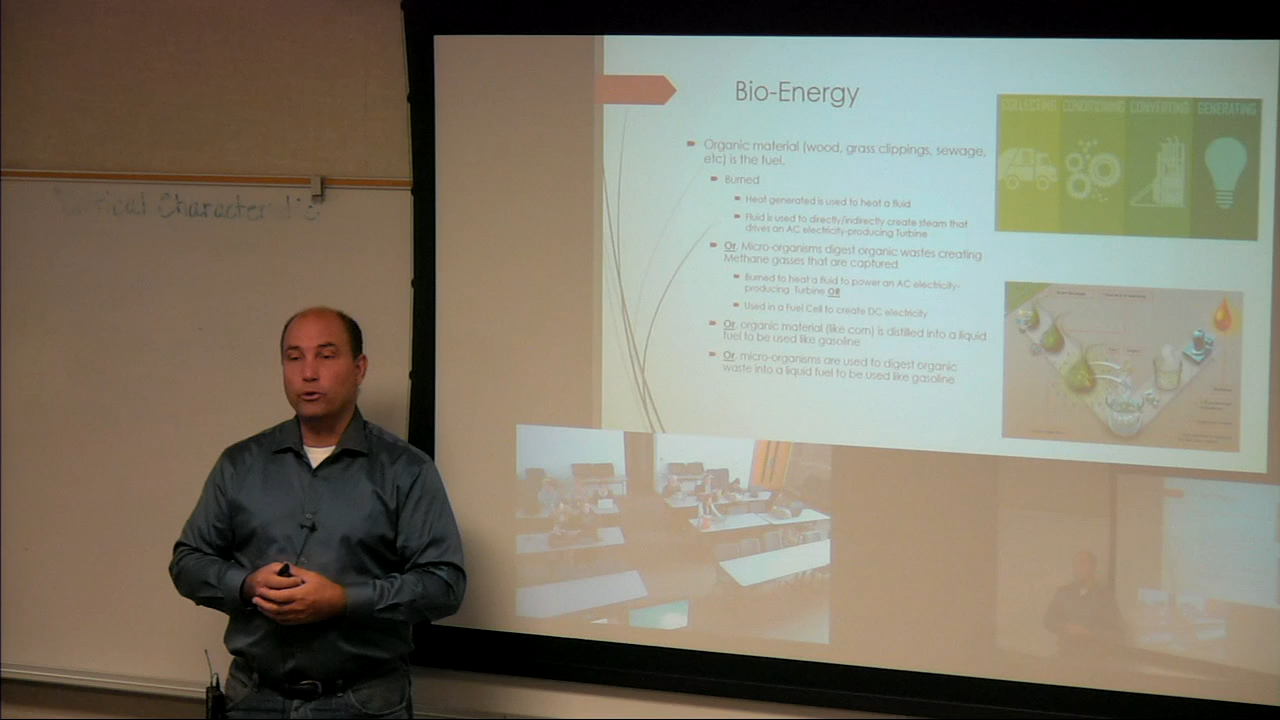 Critical Characteristic
Bio-Energy
Organic material (wood, grass clippings, sewage,
etc) is the fuel.
Burned
Heat generated is used to heat a fluid
Fluid is used to directly/indirectly create steam that
drives an AC electricity-producing Turbine
Or, Micro-organisms digest organic wastes creating
Methane gasses that are captured
Burned to heat a fluid to power an AC electricity-
producing Turbine OR
Used in a Fuel Cell to create DC electricity
Or, organic material (like corn) is distilled into a liquid
fuel to be used like gasoline
Or, micro-organisms are used to digest organic
waste into a liquid fuel to be used like gasoline
COLLECTING CONDITIONING CONVERTING GENERATING